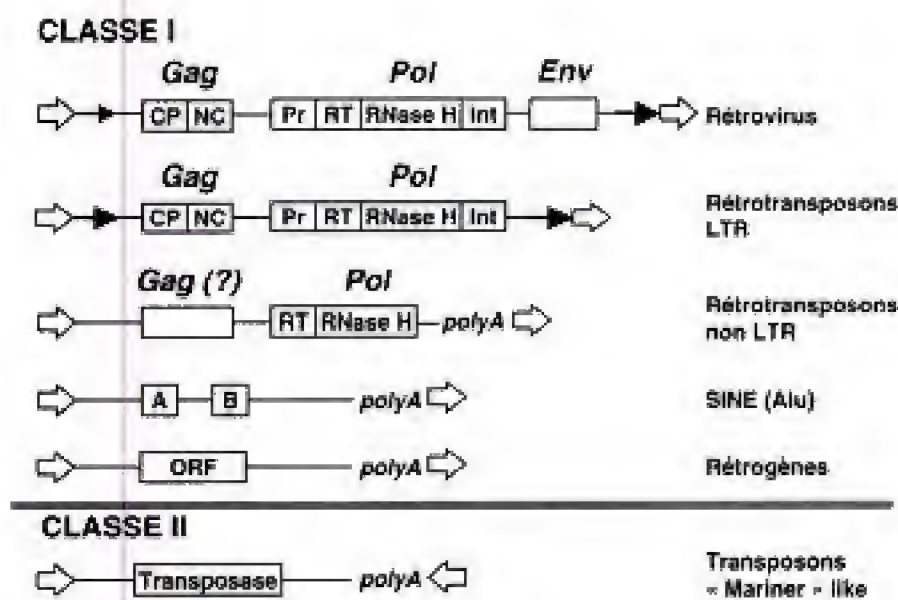 CLASSE I
Gag Pol Env
CP NC Pr RT RNase H Int Rétrovirus
Gag Pol
CP NC Pr RT RNase H Int Rétrotransposons
LTR
Gag (?) Pol
RT RNase H polyA Rétrotransposons
non LTR
A B polyA SINE (Alu)
ORF polyA Rétrogènes
CLASSE II
Transposase polyA Transposons
« Mariner » like